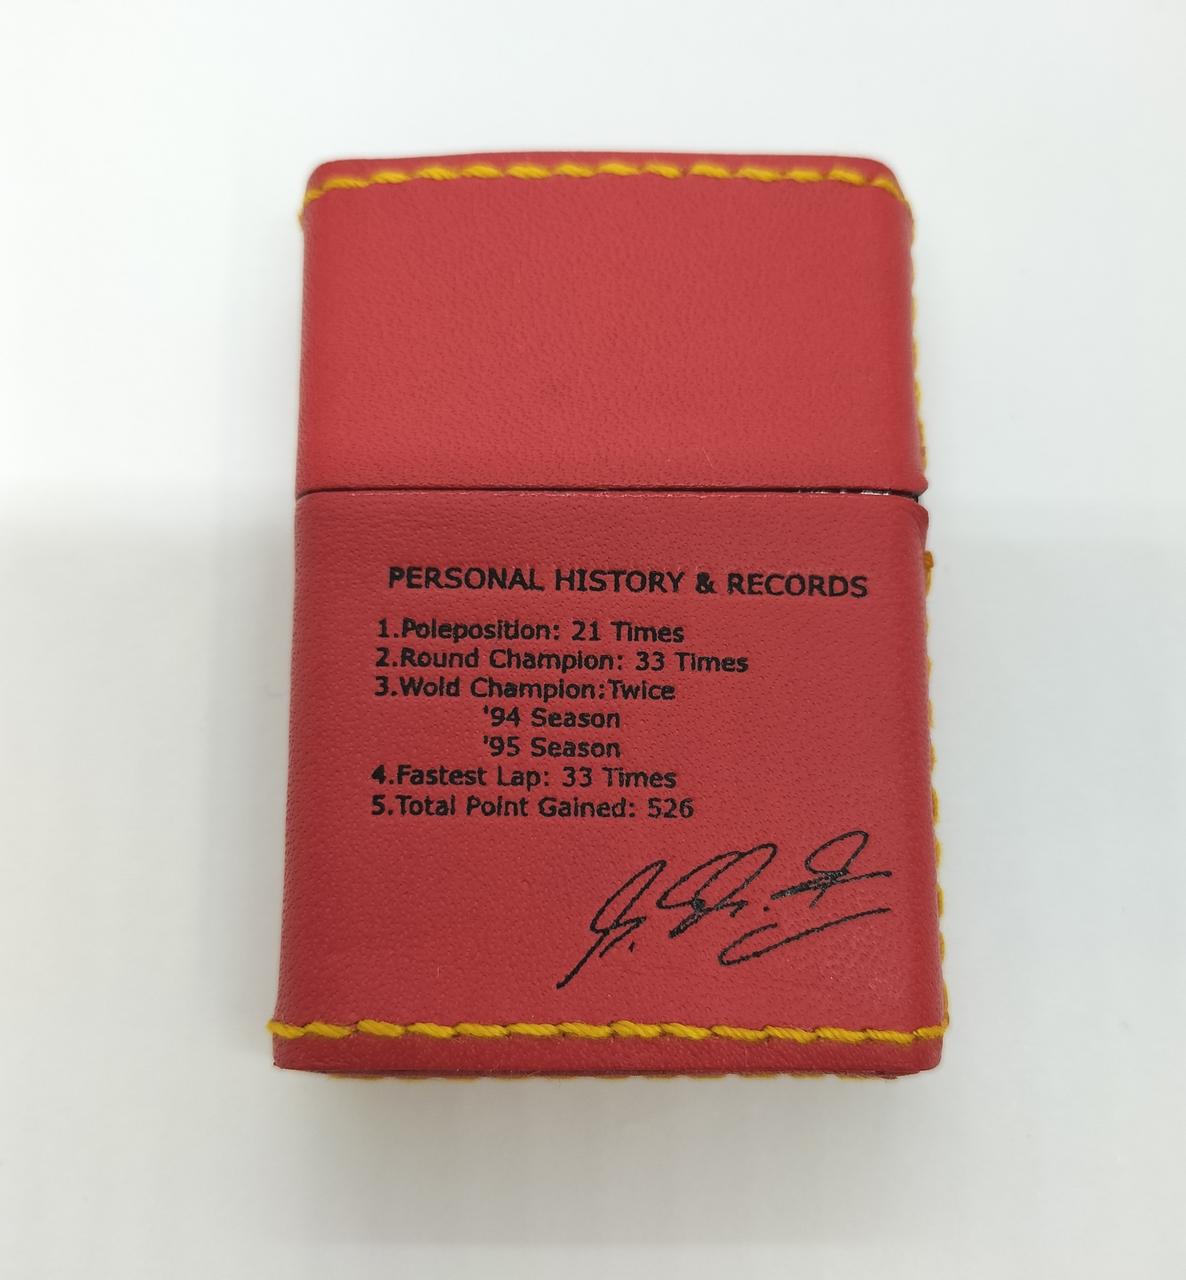 PERSONAL HISTORY & RECORDS
1.Poleposition: 21 Times
2.Round Champion: 33 Times
3.Wold Champion:Twice
'94 Season
'95 Season
4.Fastest Lap: 33 Times
5.Total Point Gained: 526